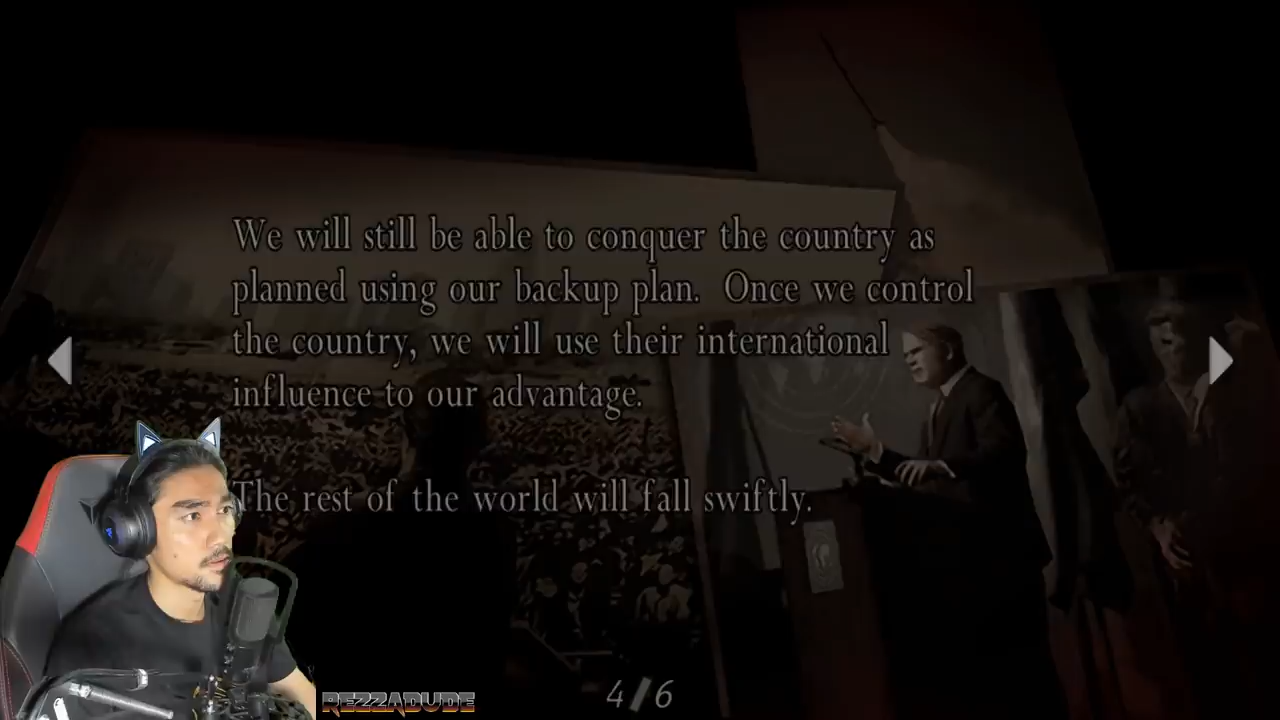 We will still be able to conquer the country as
planned using our backup plan. Once we control
the country, we will use their international
influence to our advantage.
The rest of the world will fall swiftly.
REZZADUDE
4/6